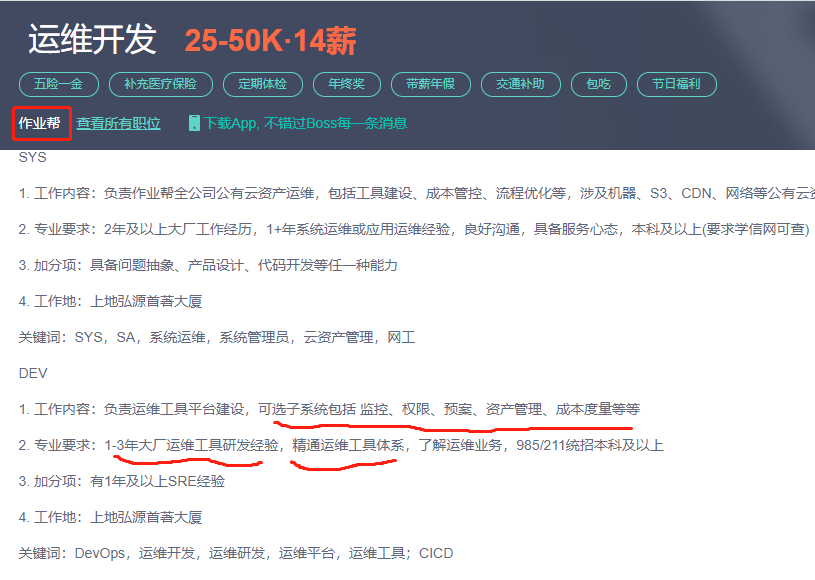 运维开发 25-50K·14薪
五险一金 补充医疗保险 定期体检 年终奖 带薪年假 交通补助 包吃 节日福利
作业帮 查看所有职位 下载App, 不错过Boss每一条消息
SYS
1. 工作内容：负责作业帮全公司公有云资产运维，包括工具建设、成本管控、流程优化等，涉及机器、S3、CDN、网络等公有云资
2. 专业要求：2年及以上大厂工作经历，1+年系统运维或应用运维经验，良好沟通，具备服务心态，本科及以上(要求学信网可查)
3. 加分项：具备问题抽象、产品设计、代码开发等任一种能力
4. 工作地：上地弘源首著大厦
关键词：SYS，SA，系统运维，系统管理员，云资产管理，网工
DEV
1. 工作内容：负责运维工具平台建设，可选子系统包括 监控、权限、预案、资产管理、成本度量等等
2. 专业要求：1-3年大厂运维工具研发经验，精通运维工具体系，了解运维业务，985/211统招本科及以上
3. 加分项：有1年及以上SRE经验
4. 工作地：上地弘源首著大厦
关键词：DevOps，运维开发，运维研发，运维平台，运维工具；CICD